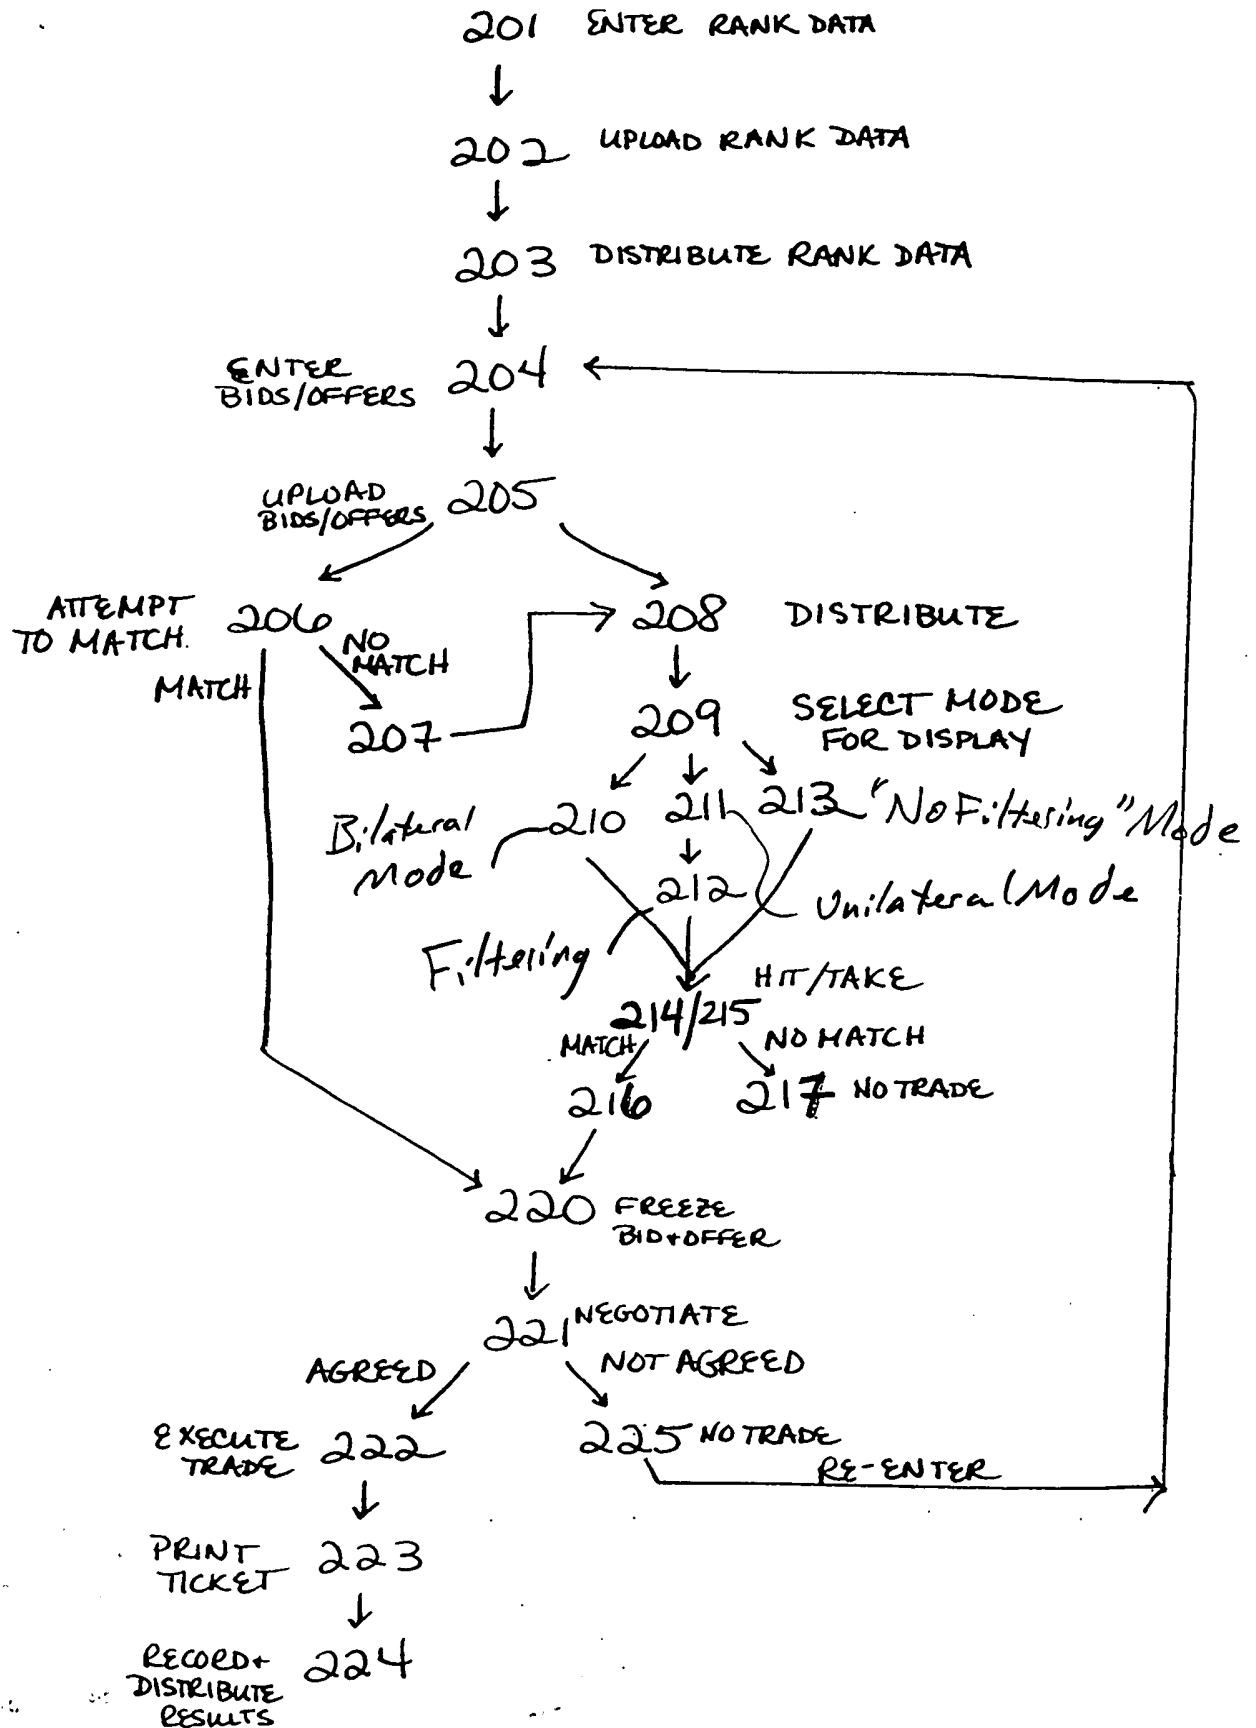 201 ENTER RANK DATA
202 UPLOAD RANK DATA
203 DISTRIBUTE RANK DATA
ENTER
BIDS/OFFERS
204
UPLOAD
BIDS/OFFERS
205
ATTEMPT
TO MATCH.
206
NO
MATCH
MATCH
207
208 DISTRIBUTE
209
SELECT MODE
FOR DISPLAY
Bilateral
Mode
210
211
213 "No Filtering" Mode
212
Unilateral Mode
Filtering
HIT/TAKE
214/215
MATCH
NO MATCH
216
217 NO TRADE
220 FREEZE
BID+OFFER
221 NEGOTIATE
AGREED
NOT AGREED
EXECUTE
TRADE
222
225 NO TRADE
RE-ENTER
PRINT
TICKET
223
RECORD+
DISTRIBUTE
RESULTS
224